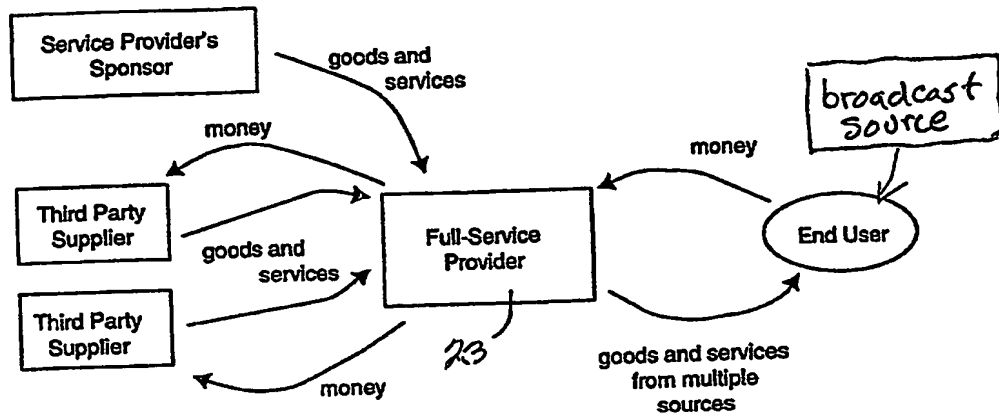 Service Provider's
Sponsor
goods and
services
broadcast
source
money
money
Third Party
Supplier
Full-Service
Provider
End User
goods and
services
Third Party
Supplier
23
money
goods and services
from multiple
sources